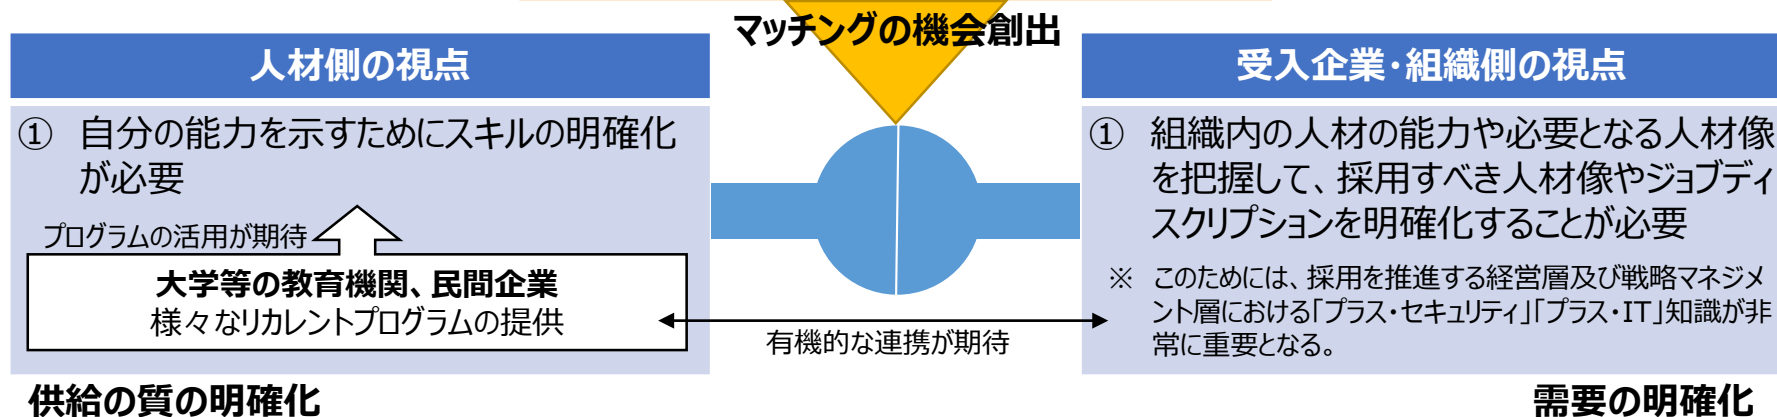 マッチングの機会創出
人材側の視点
① 自分の能力を示すためにスキルの明確化
が必要
プログラムの活用が期待
大学等の教育機関、民間企業
様々なリカレントプログラムの提供
供給の質の明確化
有機的な連携が期待
受入企業・組織側の視点
① 組織内の人材の能力や必要となる人材像
を把握して、採用すべき人材像やジョブディ
スクリプションを明確化することが必要
※ このためには、採用を推進する経営層及び戦略マネジメ
ント層における「プラス・セキュリティ」「プラス・IT」知識が非
常に重要となる。
需要の明確化